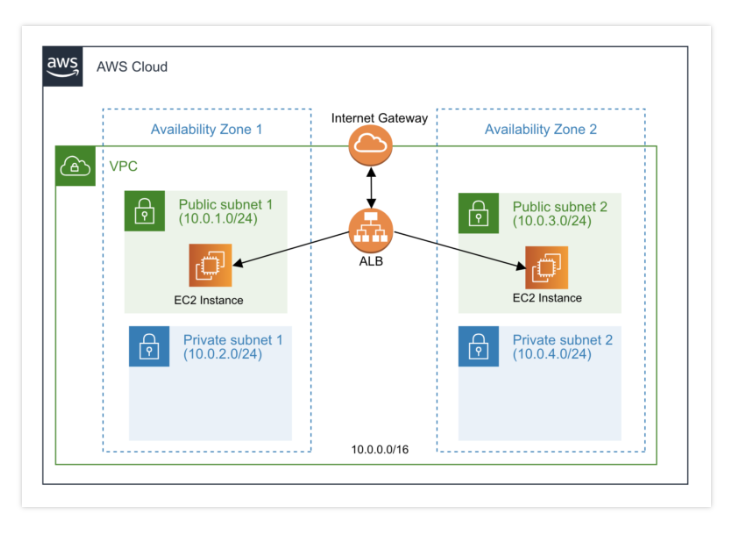 aws
AWS Cloud
Internet Gateway
Availability Zone 1
Availability Zone 2
VPC
Public subnet 1
(10.0.1.0/24)
Public subnet 2
(10.0.3.0/24)
ALB
EC2 Instance
EC2 Instance
Private subnet 1
(10.0.2.0/24)
Private subnet 2
(10.0.4.0/24)
10.0.0.0/16